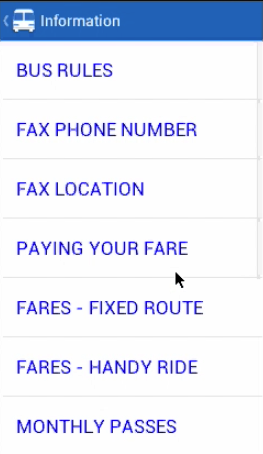 Information
BUS RULES
FAX PHONE NUMBER
FAX LOCATION
PAYING YOUR FARE
FARES - FIXED ROUTE
FARES - HANDY RIDE
MONTHLY PASSES